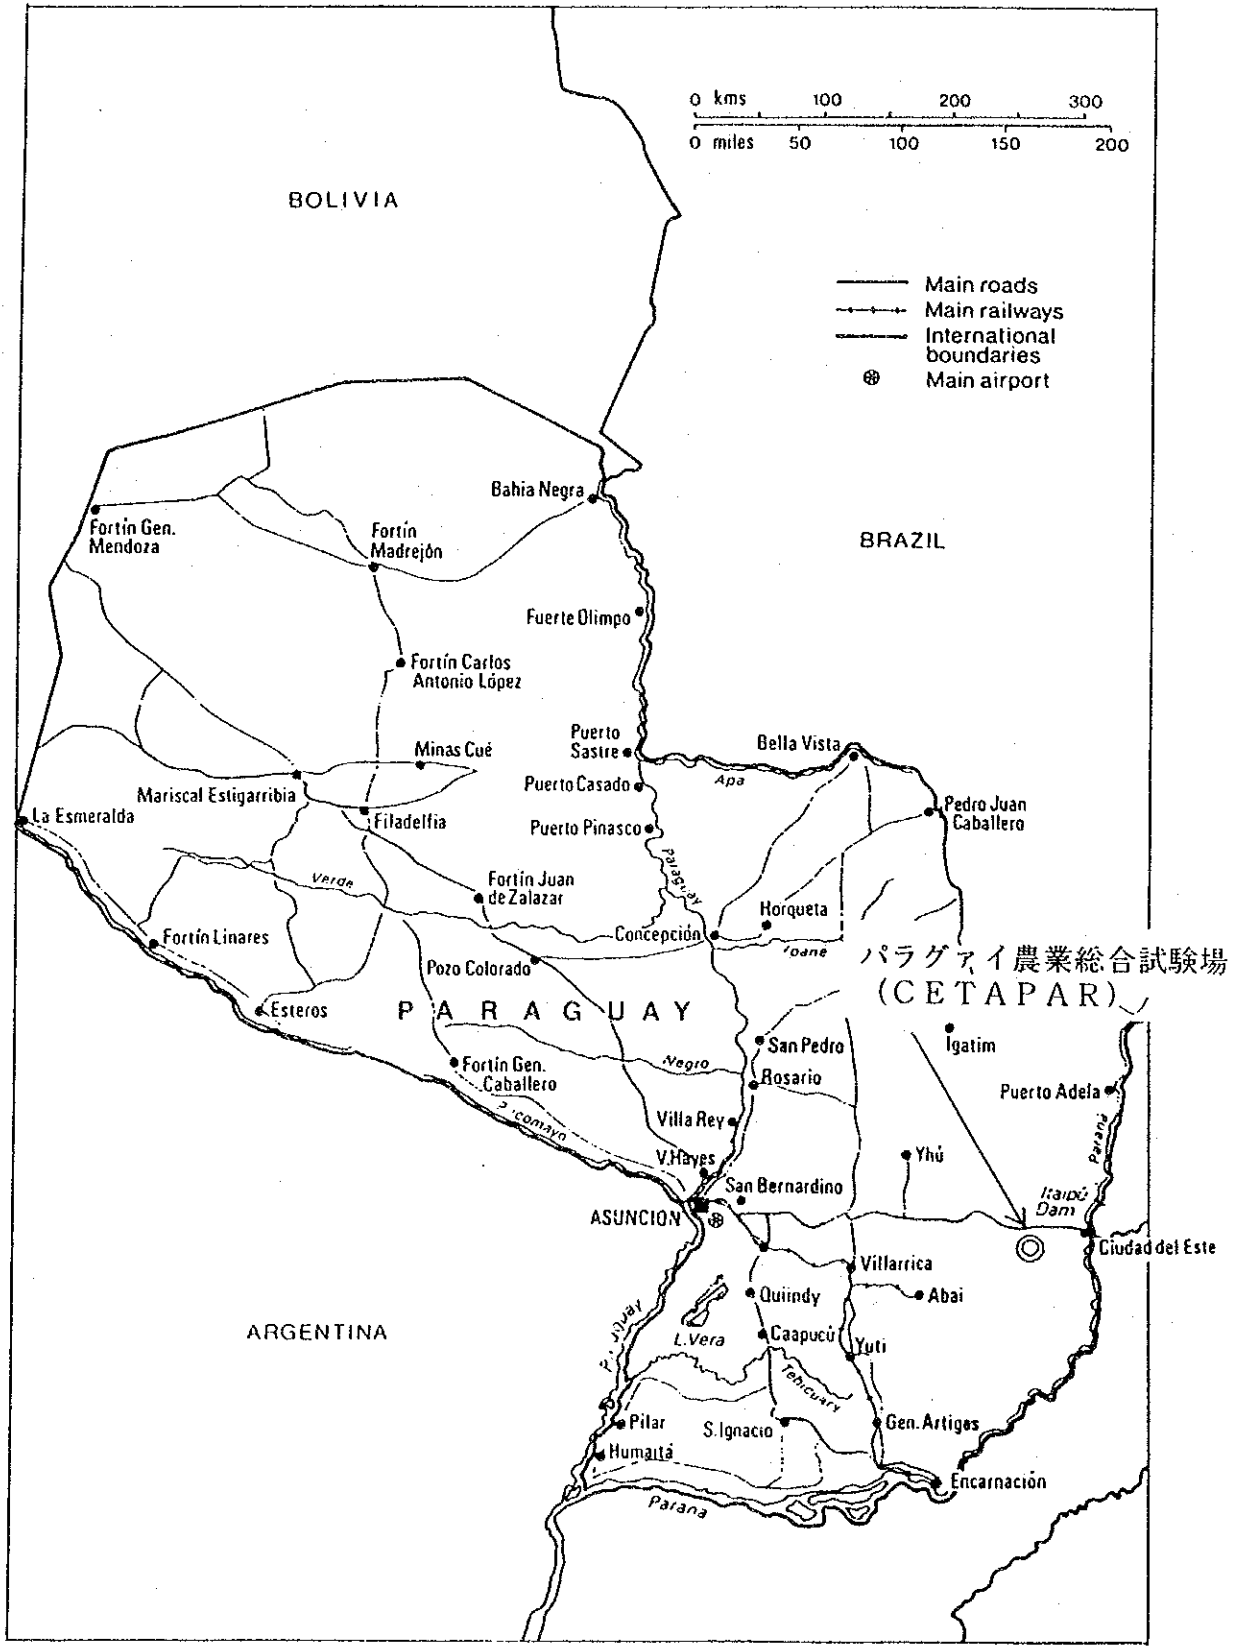 0 kms 100 200 300
0 miles 50 100 150 200
BOLIVIA
Main roads
Main railways
International
boundaries
Main airport
Bahia Negra
Fortín Gen.
Mendoza
Fortín
Madrejón
BRAZIL
Fuerte Olimpo
Fortín Carlos
Antonio López
Puerto
Sastre
Bella Vista
Minas Cué
Apa
Mariscal Estigarribia
Puerto Casado
La Esmeralda
Filadelfia
Pedro Juan
Caballero
Puerto Pinasco
Paraguay
Verde
Fortín Juan
de Zalazar
Horqueta
Fortín Linares
Concepción
Pozo Colorado
パラグァイ農業総合試験場
(CETAPAR)
Esteros
PARAGUAY
San Pedro
Igatim
Fortín Gen.
Caballero
Negro
Rosario
Puerto Adela
Villa Rey
Paraná
V.Hayes
Yhú
San Bernardino
Itaipú
Dam
ASUNCION
Ciudad del Este
Villarrica
Quiindy
Abai
ARGENTINA
L.Vera
Caapucú
Yuti
Tebicuary
Pilar
S.Ignacio
Gen. Artigas
Humaitá
Encarnación
Parana